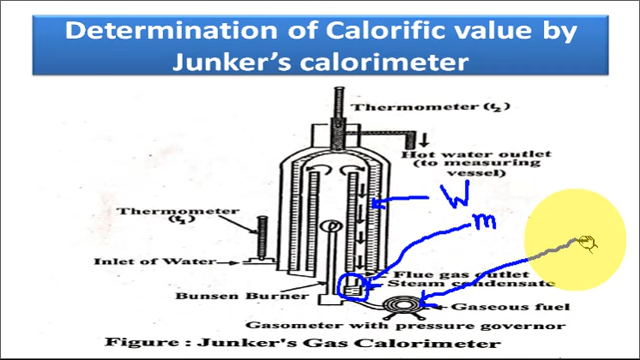 Determination of Calorific value by
Junker's calorimeter
Thermometer (t₂)
Hot water outlet
(to measuring
vessel)
W
Thermometer
(t₁)
m
Inlet of Water
Flue gas outlet
Steam condensate
Bunsen Burner
Gaseous fuel
Gasometer with pressure governor
Figure : Junker's Gas Calorimeter